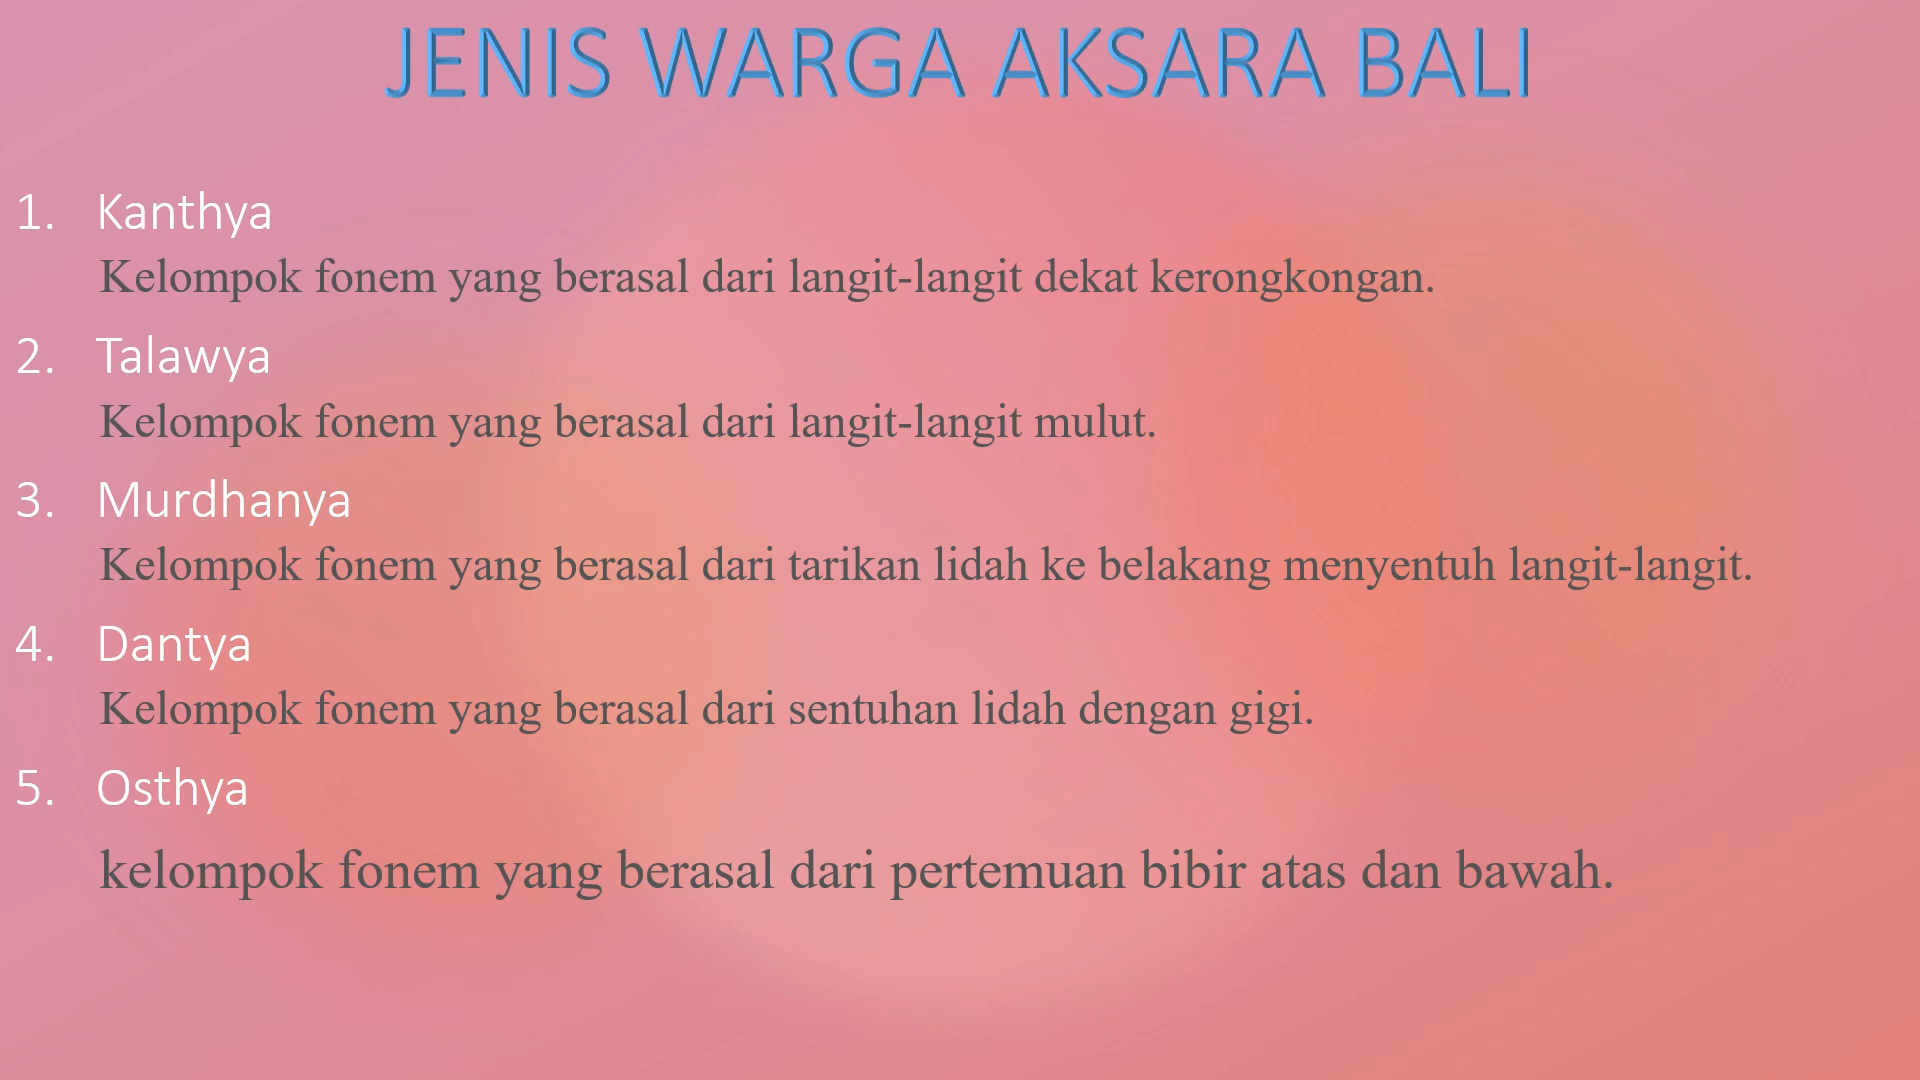 JENIS WARGA AKSARA BALI
1. Kanthya
Kelompok fonem yang berasal dari langit-langit dekat kerongkongan.
2. Talawya
Kelompok fonem yang berasal dari langit-langit mulut.
3. Murdhanya
Kelompok fonem yang berasal dari tarikan lidah ke belakang menyentuh langit-langit.
4. Dantya
Kelompok fonem yang berasal dari sentuhan lidah dengan gigi.
5. Osthya
kelompok fonem yang berasal dari pertemuan bibir atas dan bawah.